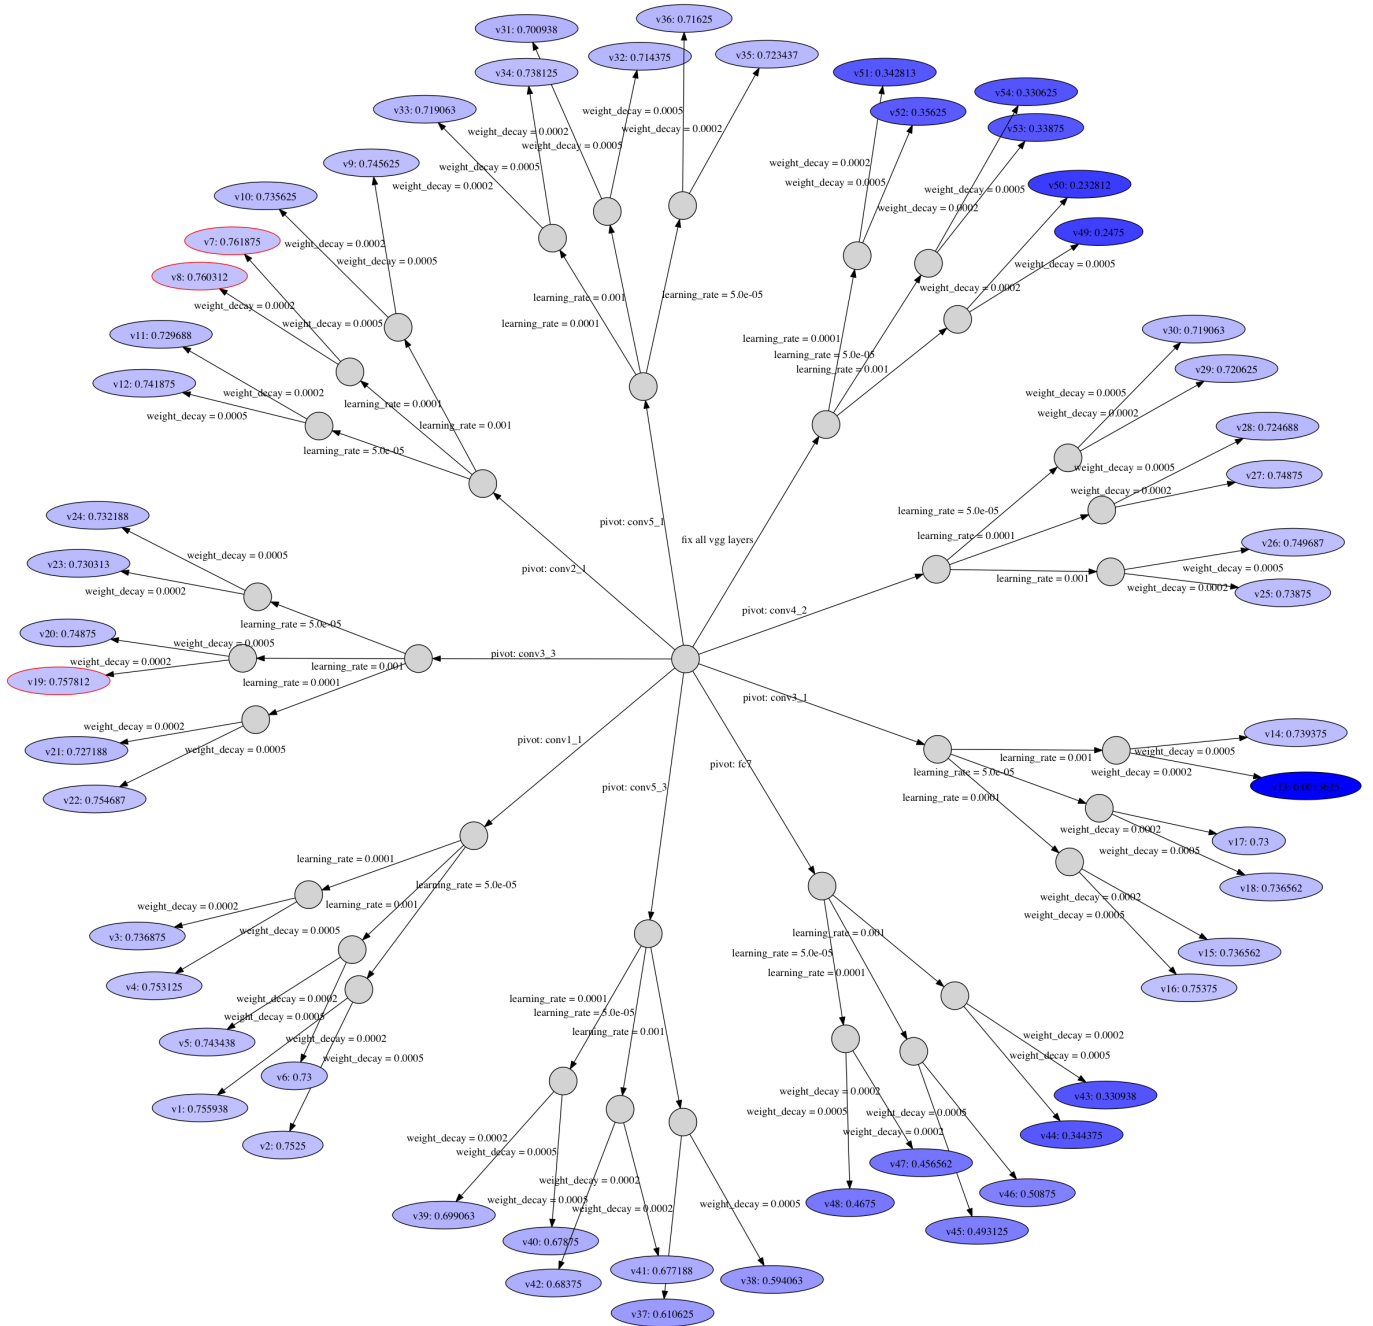 v36: 0.71625
v31: 0.700938
v32: 0.714375
v35: 0.723437
v34: 0.738125
v51: 0.342813
v54: 0.330625
v33: 0.719063
v52: 0.35625
v53: 0.33875
weight_decay = 0.0005
weight_decay = 0.0002
weight_decay = 0.0002
weight_decay = 0.0005
v9: 0.745625
weight_decay = 0.0005
weight_decay = 0.0002
weight_decay = 0.0002
weight_decay = 0.0005
weight_decay = 0.0005
v50: 0.232812
v10: 0.735625
weight_decay = 0.0002
v49: 0.2475
v7: 0.761875
weight_decay = 0.0002
weight_decay = 0.0005
weight_decay = 0.0005
v8: 0.760312
weight_decay = 0.0002
learning_rate = 0.001
learning_rate = 5.0e-05
weight_decay = 0.0002
weight_decay = 0.0005
learning_rate = 0.0001
v30: 0.719063
v11: 0.729688
learning_rate = 0.0001
learning_rate = 5.0e-05
learning_rate = 0.001
v29: 0.720625
v12: 0.741875
weight_decay = 0.0002
weight_decay = 0.0005
learning_rate = 0.0001
weight_decay = 0.0002
weight_decay = 0.0005
learning_rate = 0.001
v28: 0.724688
learning_rate = 5.0e-05
weight_decay = 0.0005
v27: 0.74875
weight_decay = 0.0002
learning_rate = 5.0e-05
v24: 0.732188
pivot: conv5_1
learning_rate = 0.0001
fix all vgg layers
v26: 0.749687
weight_decay = 0.0005
v23: 0.730313
pivot: conv2_1
weight_decay = 0.0005
learning_rate = 0.001
weight_decay = 0.0002
weight_decay = 0.0002
v25: 0.73875
pivot: conv4_2
learning_rate = 5.0e-05
v20: 0.74875
weight_decay = 0.0005
pivot: conv3_3
weight_decay = 0.0002
learning_rate = 0.001
v19: 0.757812
learning_rate = 0.0001
pivot: conv3_1
weight_decay = 0.0002
v14: 0.739375
pivot: conv1_1
v21: 0.727188
weight_decay = 0.0005
weight_decay = 0.0005
learning_rate = 0.001
pivot: fc7
learning_rate = 5.0e-05
weight_decay = 0.0002
v13: 0.0015625
pivot: conv5_3
v22: 0.754687
learning_rate = 0.0001
weight_decay = 0.0002
v17: 0.73
weight_decay = 0.0005
learning_rate = 0.0001
learning_rate = 5.0e-05
v18: 0.736562
weight_decay = 0.0002
learning_rate = 0.001
weight_decay = 0.0002
weight_decay = 0.0005
v3: 0.736875
weight_decay = 0.0005
learning_rate = 0.001
learning_rate = 5.0e-05
v15: 0.736562
learning_rate = 0.0001
v4: 0.753125
v16: 0.75375
weight_decay = 0.0002
learning_rate = 0.0001
weight_decay = 0.0005
learning_rate = 5.0e-05
learning_rate = 0.001
weight_decay = 0.0002
v5: 0.743438
weight_decay = 0.0002
weight_decay = 0.0005
weight_decay = 0.0005
v6: 0.73
weight_decay = 0.0002
v43: 0.330938
v1: 0.755938
weight_decay = 0.0005
weight_decay = 0.0005
weight_decay = 0.0002
v44: 0.344375
weight_decay = 0.0002
v2: 0.7525
weight_decay = 0.0005
v47: 0.456562
weight_decay = 0.0002
v46: 0.50875
weight_decay = 0.0005
v48: 0.4675
weight_decay = 0.0005
weight_decay = 0.0002
v39: 0.699063
v45: 0.493125
v40: 0.67875
v41: 0.677188
v38: 0.594063
v42: 0.68375
v37: 0.610625